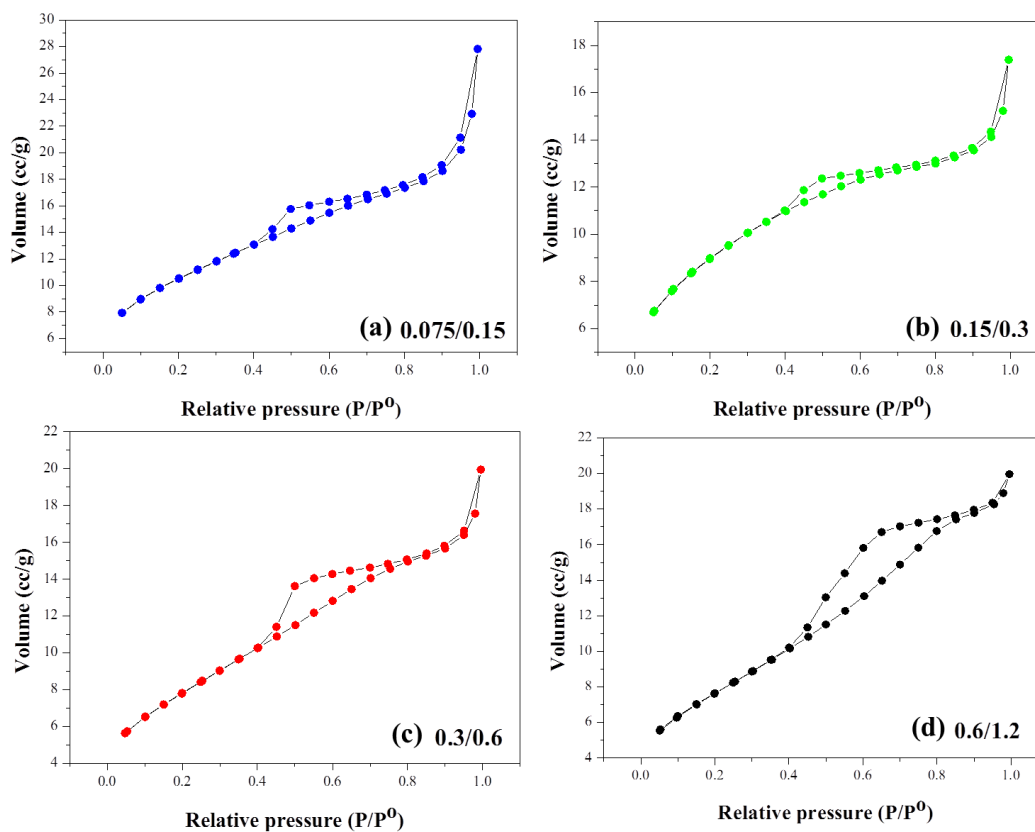 30
28
26
24
22
20
18
16
14
12
10
8
6
Volume (cc/g)
0.0 0.2 0.4 0.6 0.8 1.0
Relative pressure (P/P⁰)
(a) 0.075/0.15
18
16
14
12
10
8
6
Volume (cc/g)
0.0 0.2 0.4 0.6 0.8 1.0
Relative pressure (P/P⁰)
(b) 0.15/0.3
22
20
18
16
14
12
10
8
6
4
Volume (cc/g)
0.0 0.2 0.4 0.6 0.8 1.0
Relative pressure (P/P⁰)
(c) 0.3/0.6
22
20
18
16
14
12
10
8
6
4
Volume (cc/g)
0.0 0.2 0.4 0.6 0.8 1.0
Relative pressure (P/P⁰)
(d) 0.6/1.2